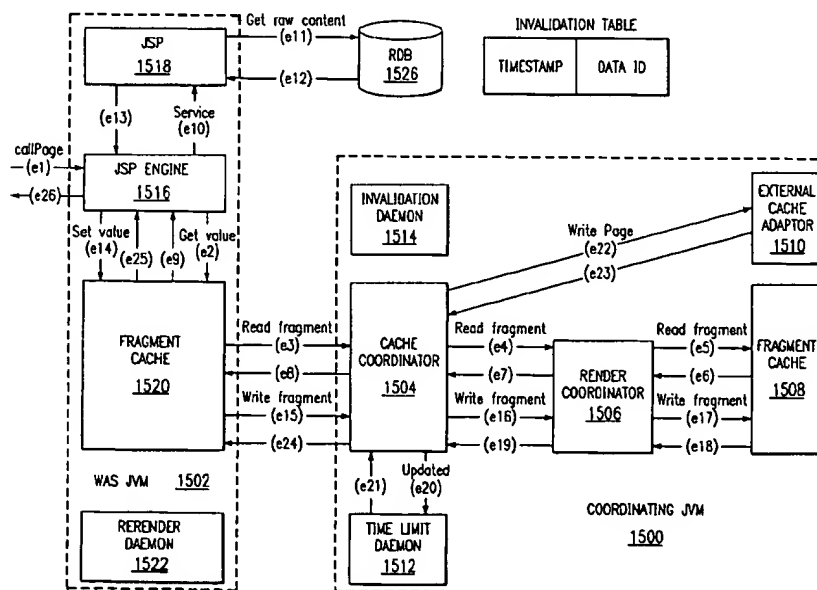 Get raw content
(e11)
INVALIDATION TABLE
JSP
1518
RDB
1526
TIMESTAMP
DATA ID
(e12)
(e13)
Service
(e10)
callPage
(e1)
JSP ENGINE
1516
(e26)
INVALIDATION
DAEMON
1514
EXTERNAL
CACHE
ADAPTOR
1510
Write Page
(e22)
(e23)
Set value
(e14)
(e25)
(e9)
Get value
(e2)
FRAGMENT
CACHE
1520
Read fragment
(e3)
(e8)
Write fragment
(e15)
(e24)
CACHE
COORDINATOR
1504
Read fragment
(e4)
(e7)
Write fragment
(e16)
(e19)
RENDER
COORDINATOR
1506
Read fragment
(e5)
(e6)
Write fragment
(e17)
(e18)
FRAGMENT
CACHE
1508
WAS JVM 1502
(e21)
Updated
(e20)
RERENDER
DAEMON
1522
TIME LIMIT
DAEMON
1512
COORDINATING JVM
1500